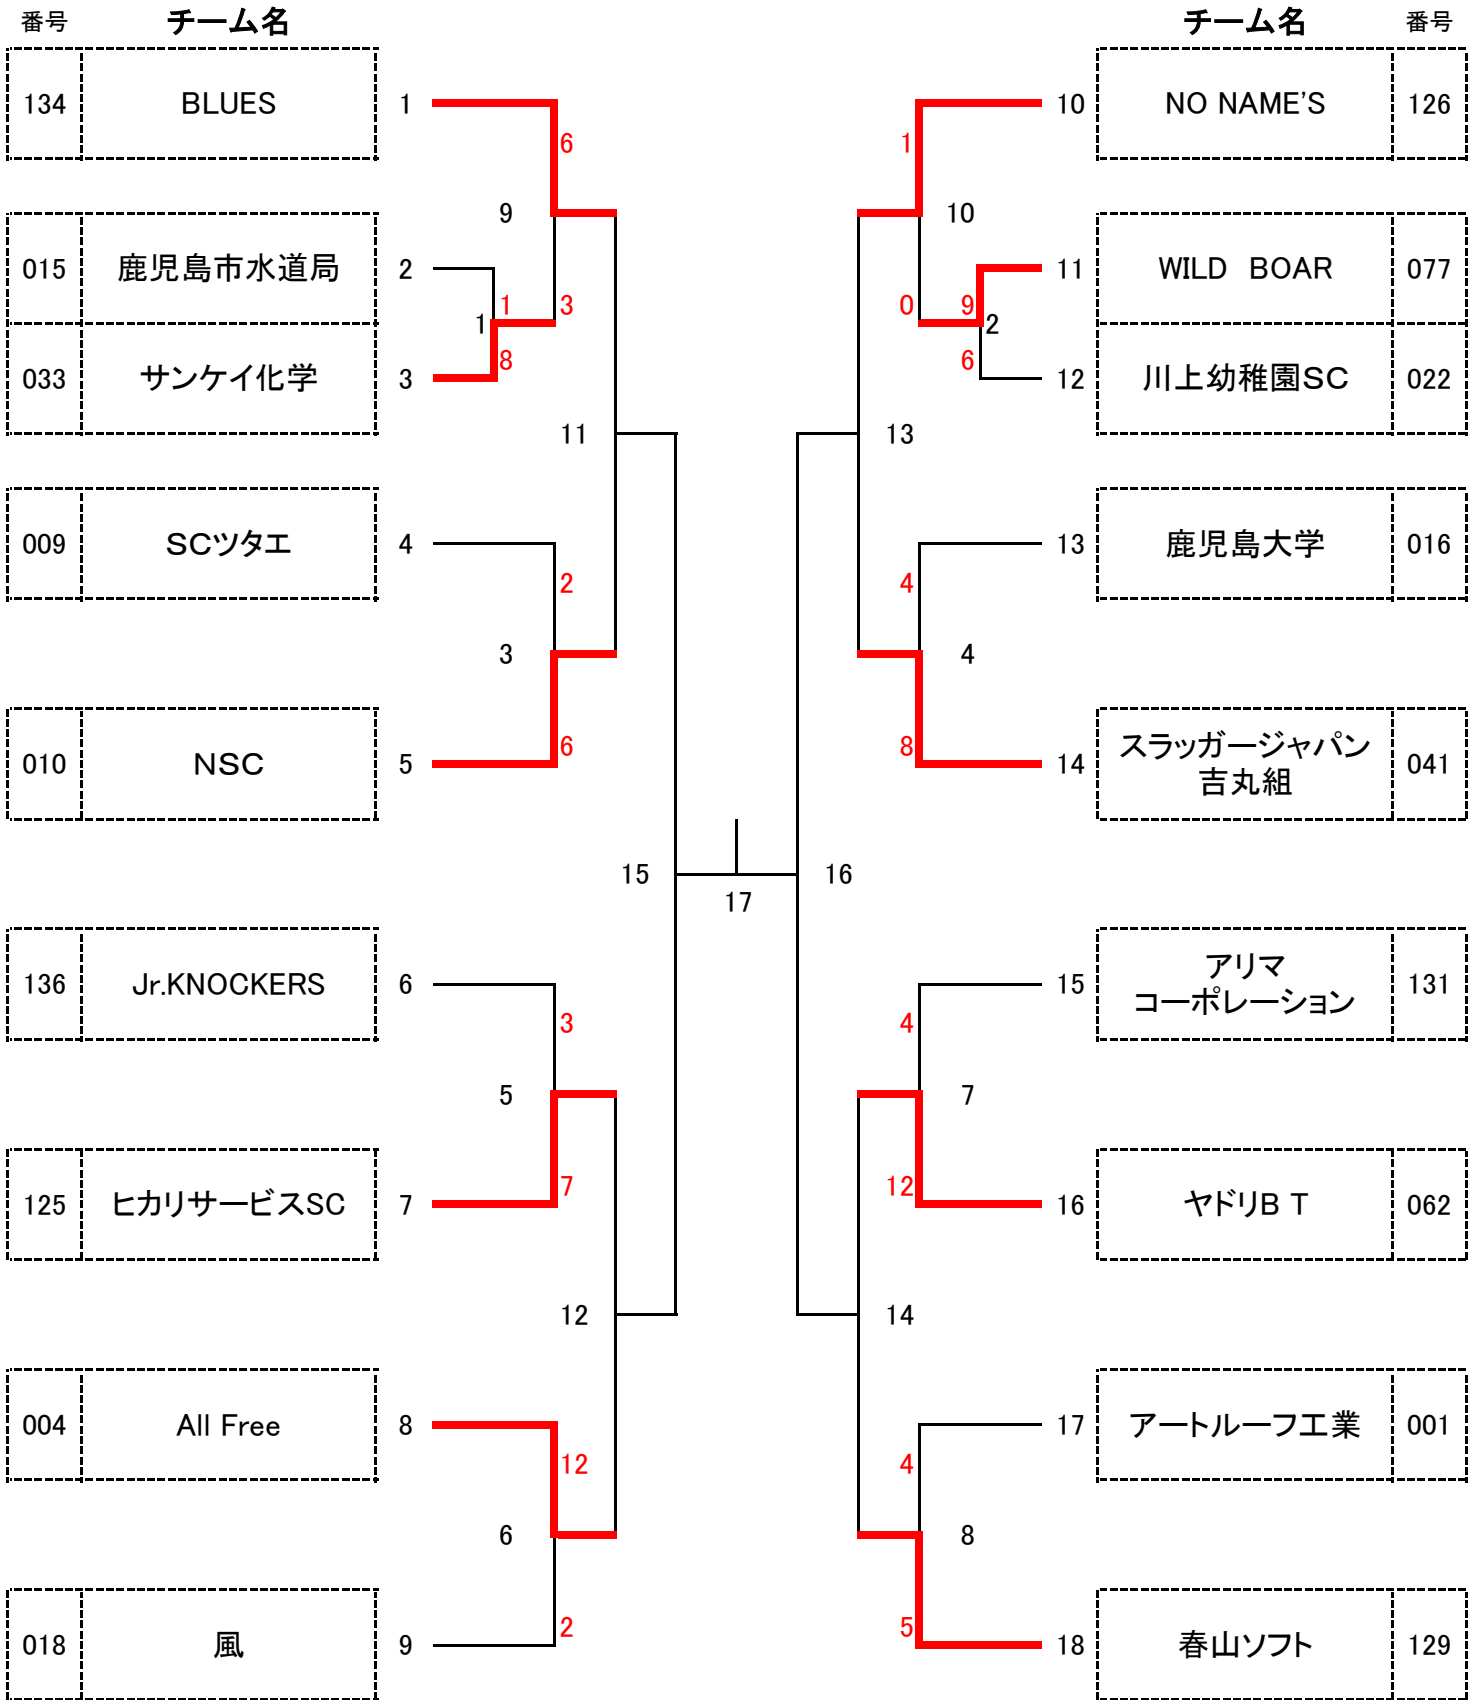 番号 チーム名 チーム名 番号
134 BLUES 1 10 NO NAME'S 126
6 1
9 10
015 鹿児島市水道局 2 11 WILD BOAR 077
1 3 0 9
1 2
8 6
033 サンケイ化学 3 12 川上幼稚園SC 022
11 13
009 SCツタエ 4 13 鹿児島大学 016
2 4
3 4
6 8
010 NSC 5 14 スラッガージャパン
吉丸組 041
15 16
17
136 Jr.KNOCKERS 6 15 アリマ
コーポレーション 131
3 4
5 7
7 12
125 ヒカリサービスSC 7 16 ヤドリB T 062
12 14
004 All Free 8 17 アートルーフ工業 001
12 4
6 8
2 5
018 風 9 18 春山ソフト 129